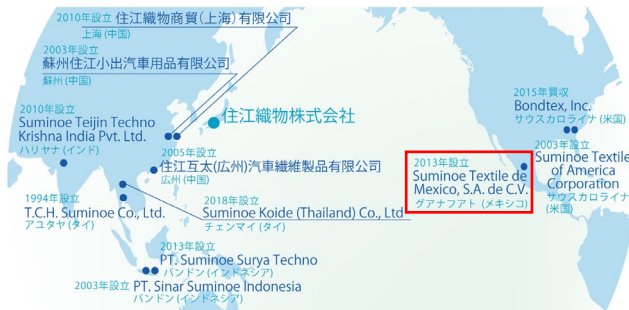 2010年設立
住江織物商貿(上海)有限公司
上海(中国)
2003年設立
蘇州住江小出汽車用品有限公司
蘇州(中国)
2010年設立
Suminoe Teijin Techno
Krishna India Pvt. Ltd.
ハリヤナ(インド)
住江織物株式会社
2005年設立
住江互太(広州)汽車繊維製品有限公司
広州(中国)
1994年設立
T.C.H. Suminoe Co., Ltd.
アユタヤ(タイ)
2018年設立
Suminoe Koide (Thailand) Co., Ltd
チェンマイ(タイ)
2013年設立
PT. Suminoe Surya Techno
バンドン(インドネシア)
2003年設立 PT. Sinar Suminoe Indonesia
バンドン(インドネシア)
2013年設立
Suminoe Textile de
Mexico, S.A. de C.V.
グアナフアト(メキシコ)
2015年買収
Bondtex, Inc.
サウスカロライナ(米国)
2003年設立
Suminoe Textile
of America
Corporation
サウスカロライナ
(米国)